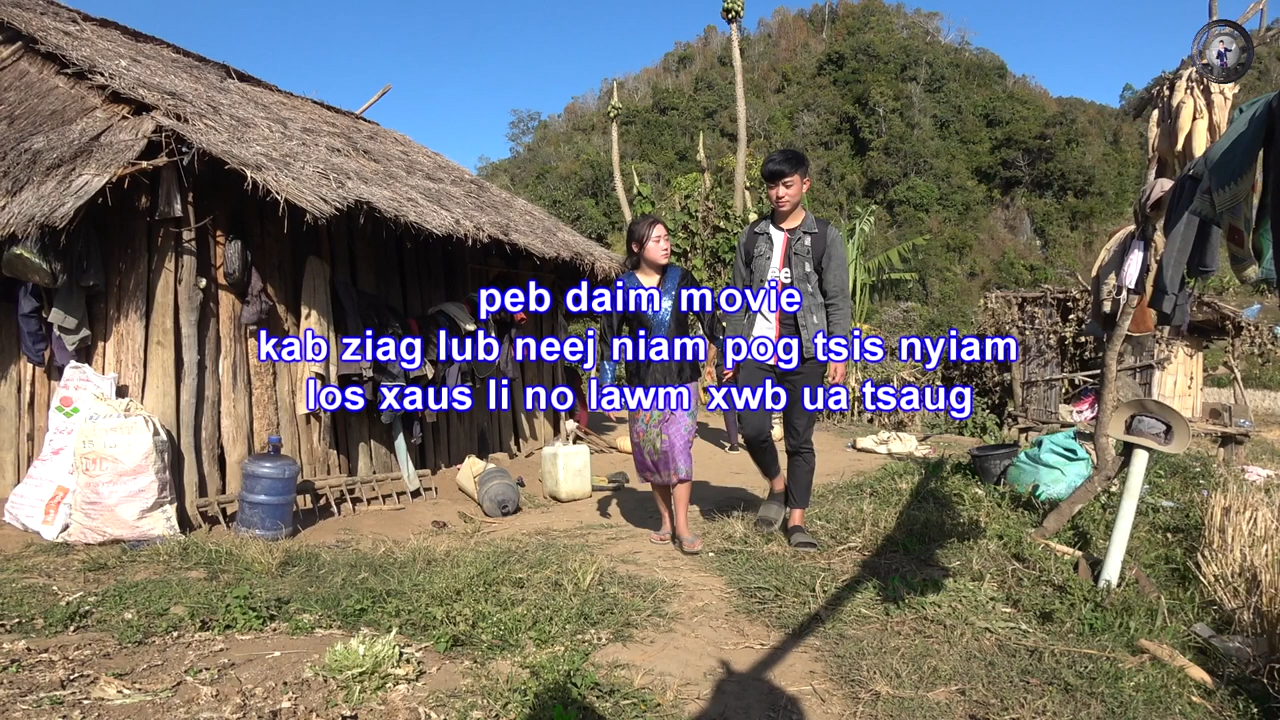 peb daim movie
kab ziag lub neej niam pog tsis nyiam
los xaus li no lawm xwb ua tsaug